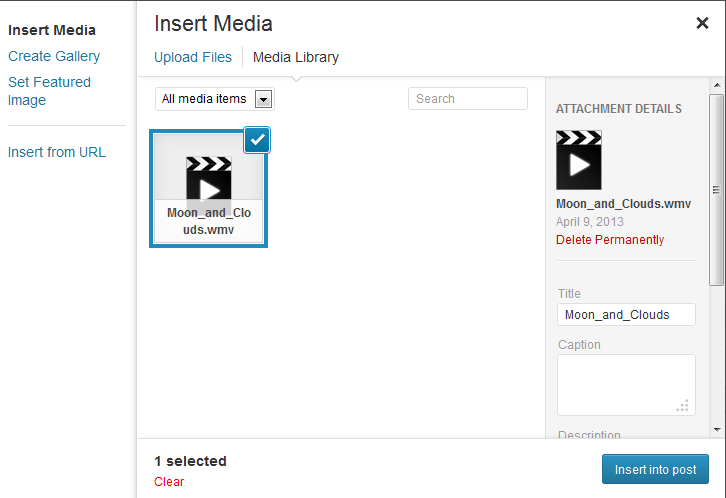 Insert Media
Create Gallery
Set Featured
Image
Insert from URL
Insert Media
Upload Files
Media Library
All media items
Search
Moon_and_Clo
uds.wmv
ATTACHMENT DETAILS
Moon_and_Clouds.wmv
April 9, 2013
Delete Permanently
Title
Moon_and_Clouds
Caption
Description
1 selected
Clear
Insert into post